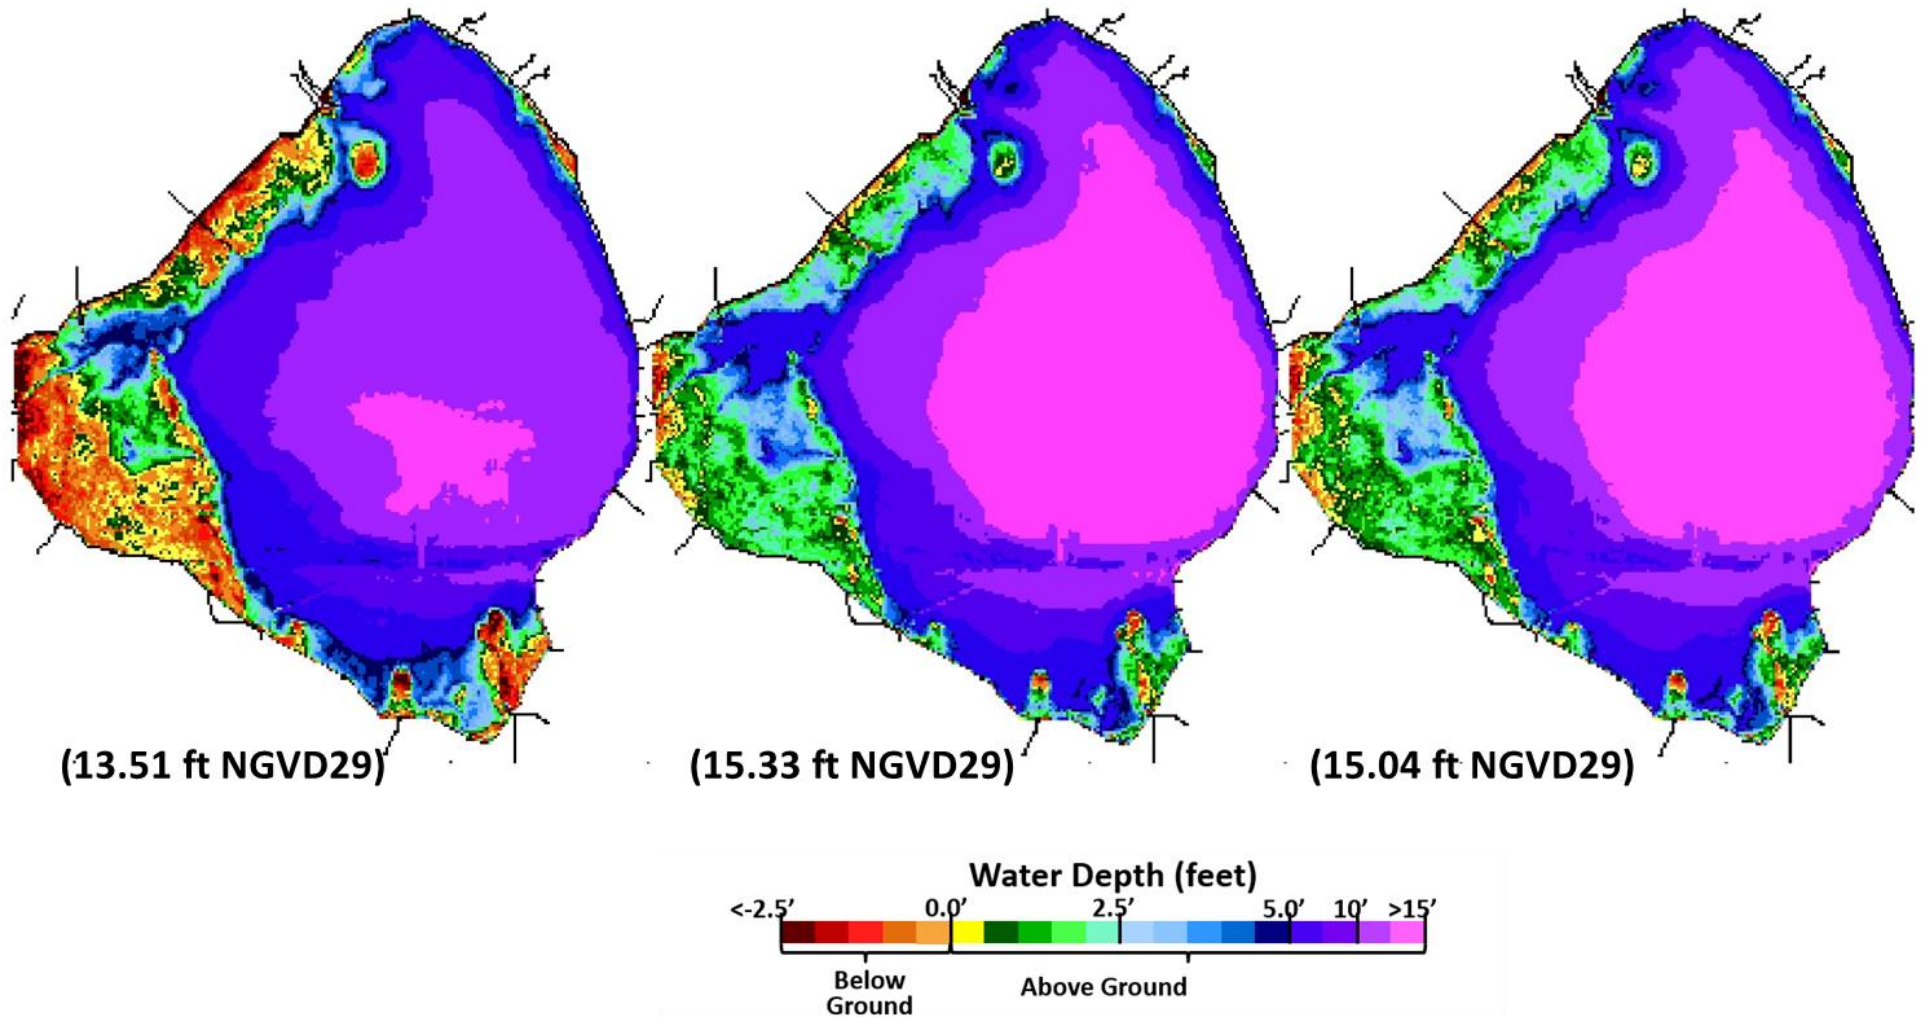 (13.51 ft NGVD29)
(15.33 ft NGVD29)
(15.04 ft NGVD29)
Water Depth (feet)
<-2.5’ 0.0’ 2.5’ 5.0’ 10’ >15’
Below
Ground
Above Ground